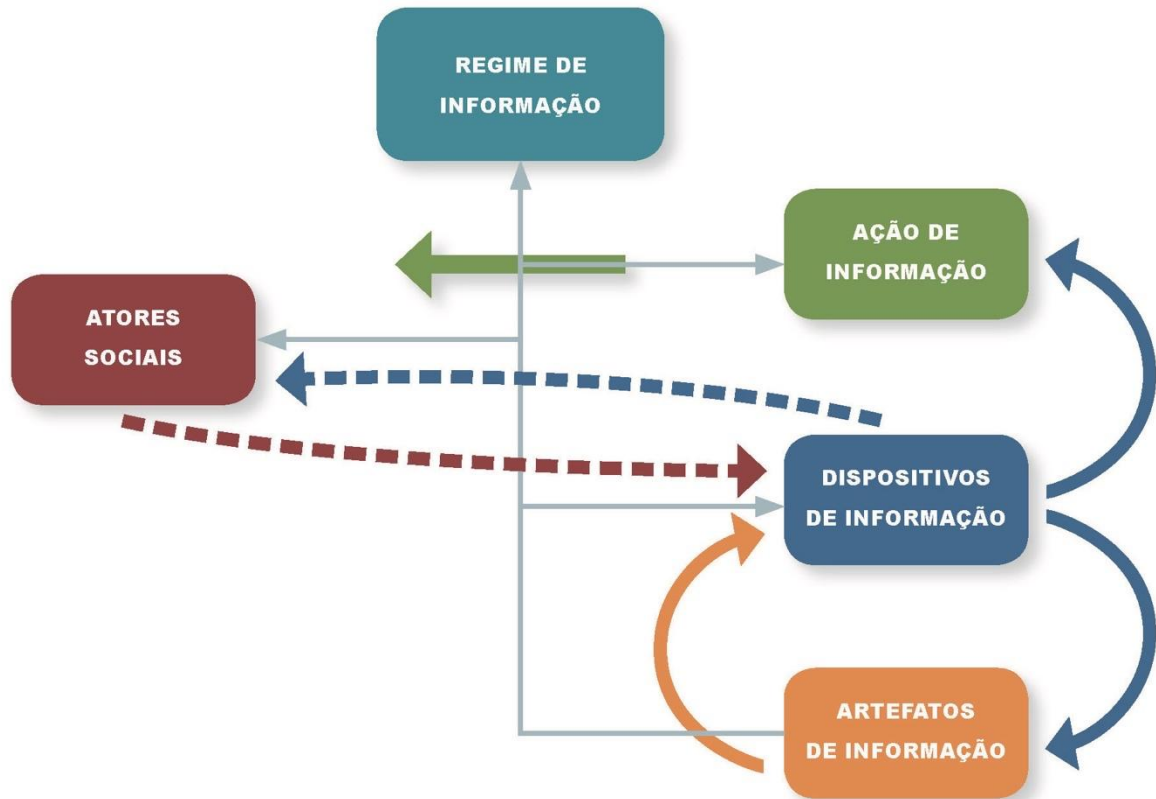 REGIME DE
INFORMAÇÃO
AÇÃO DE
INFORMAÇÃO
ATORES
SOCIAIS
DISPOSITIVOS
DE INFORMAÇÃO
ARTEFATOS
DE INFORMAÇÃO